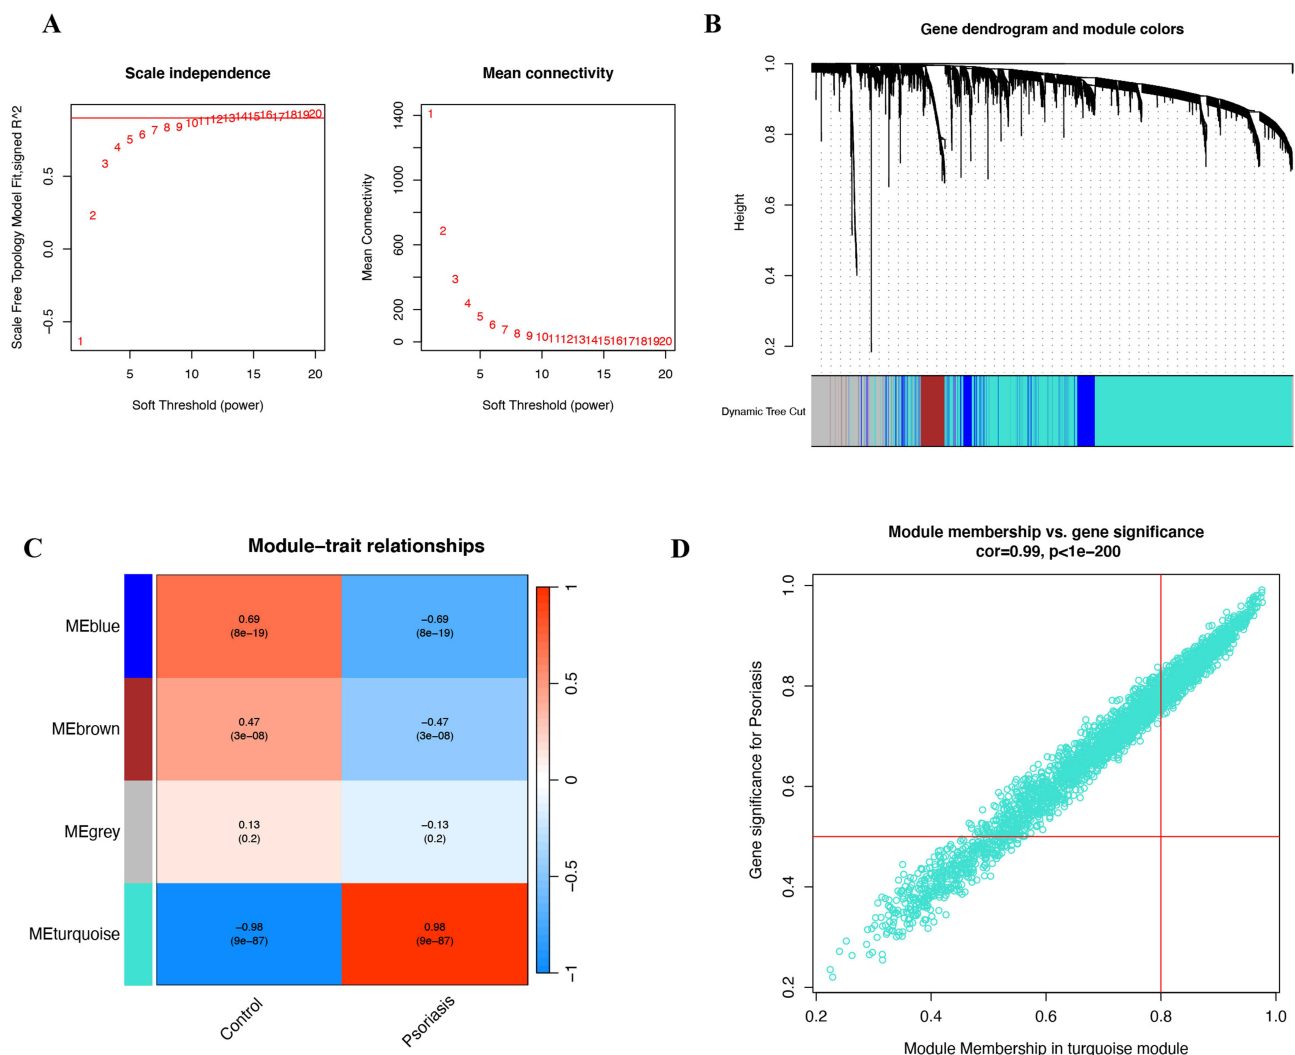 A
Scale independence
Scale Free Topology Model Fit,signed R^2
0.5
0.0
−0.5
1
2
3
4
5
6
7
8
9
10
11
12
13
14
15
16
17
18
19
20
5
10
15
20
Soft Threshold (power)
Mean connectivity
Mean Connectivity
1400
1000
600
200
0
1
2
3
4
5
6
7
8
9
10
11
12
13
14
15
16
17
18
19
20
5
10
15
20
Soft Threshold (power)
B
Gene dendrogram and module colors
Height
1.0
0.8
0.6
0.4
0.2
Dynamic Tree Cut
C
Module−trait relationships
MEblue
0.69
(8e−19)
−0.69
(8e−19)
MEbrown
0.47
(3e−08)
−0.47
(3e−08)
MEgrey
0.13
(0.2)
−0.13
(0.2)
MEturquoise
−0.98
(9e−87)
0.98
(9e−87)
Control
Psoriasis
1
0.5
0
−0.5
−1
D
Module membership vs. gene significance
cor=0.99, p<1e−200
Gene significance for Psoriasis
1.0
0.8
0.6
0.4
0.2
0.2
0.4
0.6
0.8
1.0
Module Membership in turquoise module